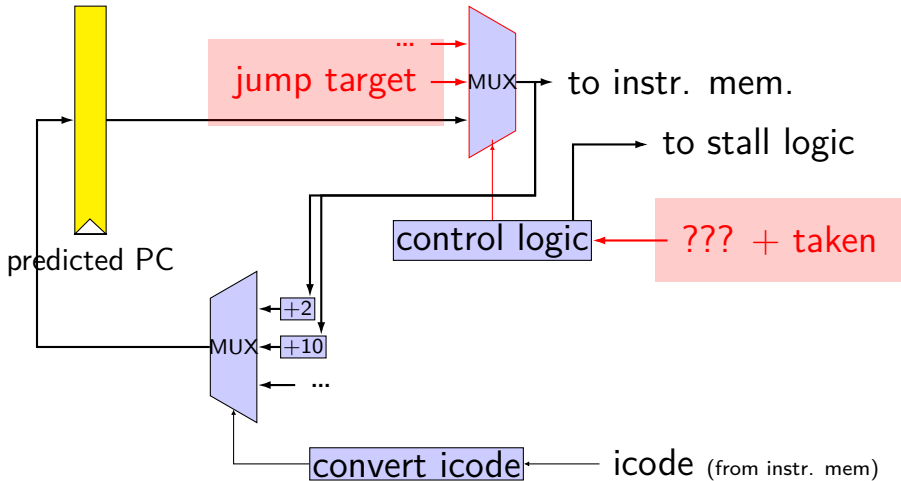 ...
jump target
MUX
to instr. mem.
to stall logic
control logic
??? + taken
predicted PC
+2
MUX
+10
...
convert icode
icode (from instr. mem)